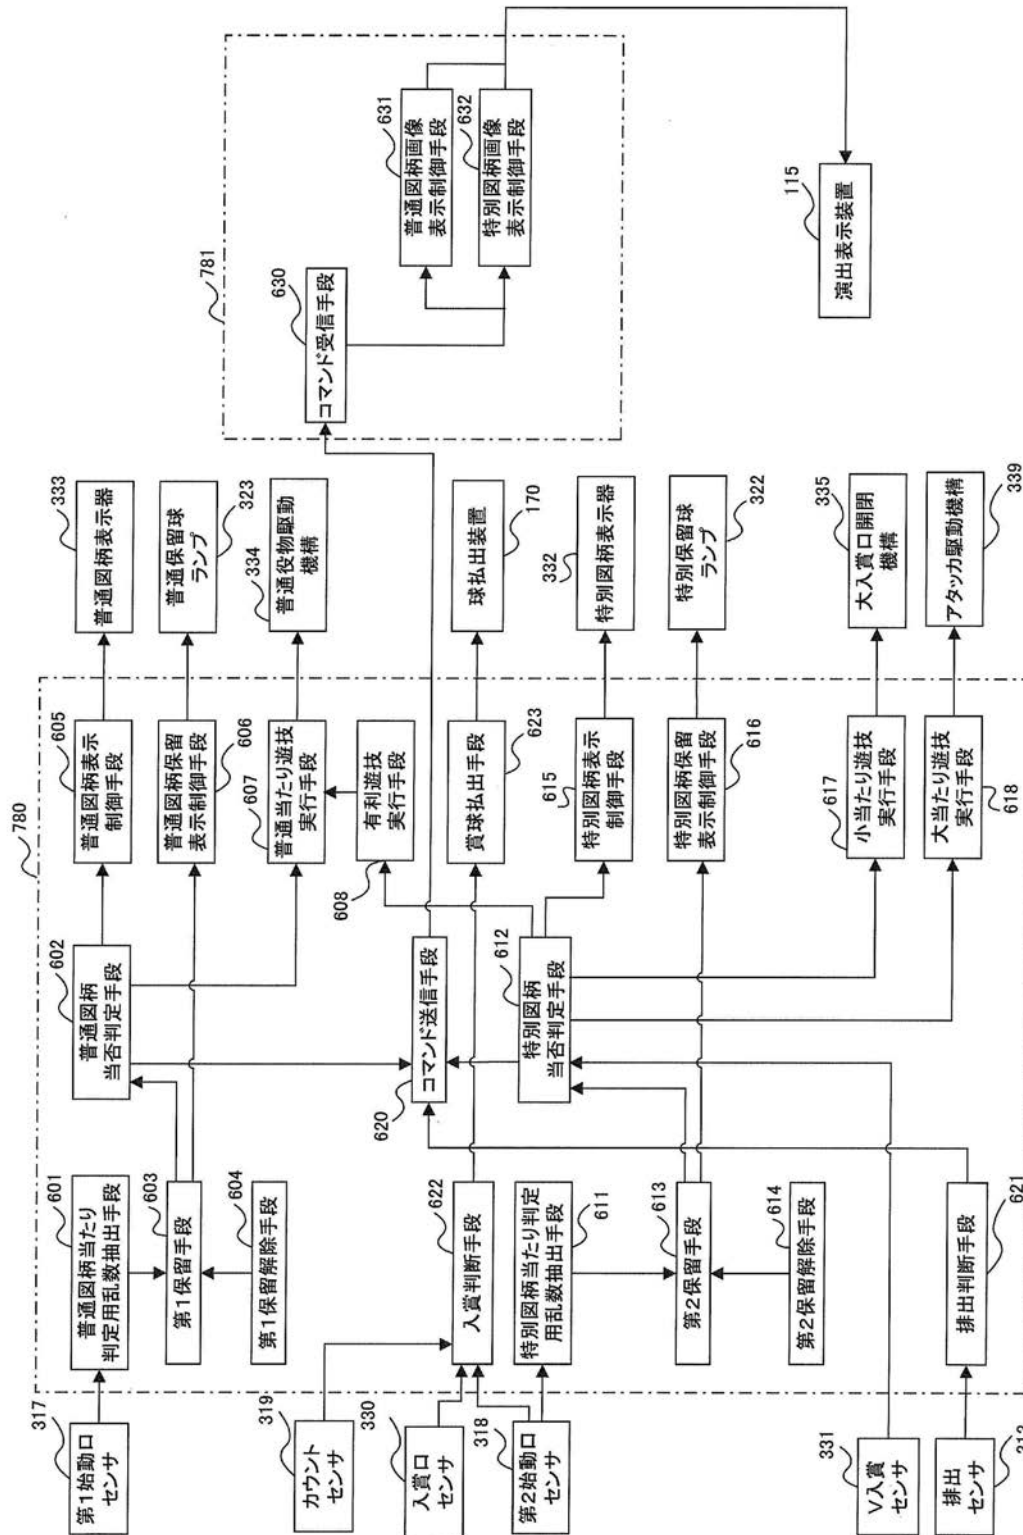 780
781
317
第1始動口
センサ
319
カウント
センサ
330
入賞口
センサ
318
第2始動口
センサ
331
V入賞
センサ
排出
センサ
601
普通図柄当たり
判定用乱数抽出手段
603
第1保留手段
604
第1保留解除手段
622
入賞判断手段
611
特別図柄当たり判定
用乱数抽出手段
613
第2保留手段
614
第2保留解除手段
621
排出判断手段
602
普通図柄
当否判定手段
620
コマンド送信手段
612
特別図柄
当否判定手段
605
普通図柄表示
制御手段
606
普通図柄保留
表示制御手段
607
普通当たり遊技
実行手段
608
有利遊技
実行手段
623
賞球払出手段
615
特別図柄表示
制御手段
616
特別図柄保留
表示制御手段
617
小当たり遊技
実行手段
618
大当たり遊技
実行手段
333
普通図柄表示器
323
普通保留球
ランプ
334
普通役物駆動
機構
170
球払出装置
332
特別図柄表示器
322
特別保留球
ランプ
335
大入賞口開閉
機構
339
アタッカ駆動機構
630
コマンド受信手段
631
普通図柄画像
表示制御手段
632
特別図柄画像
表示制御手段
115
演出表示装置